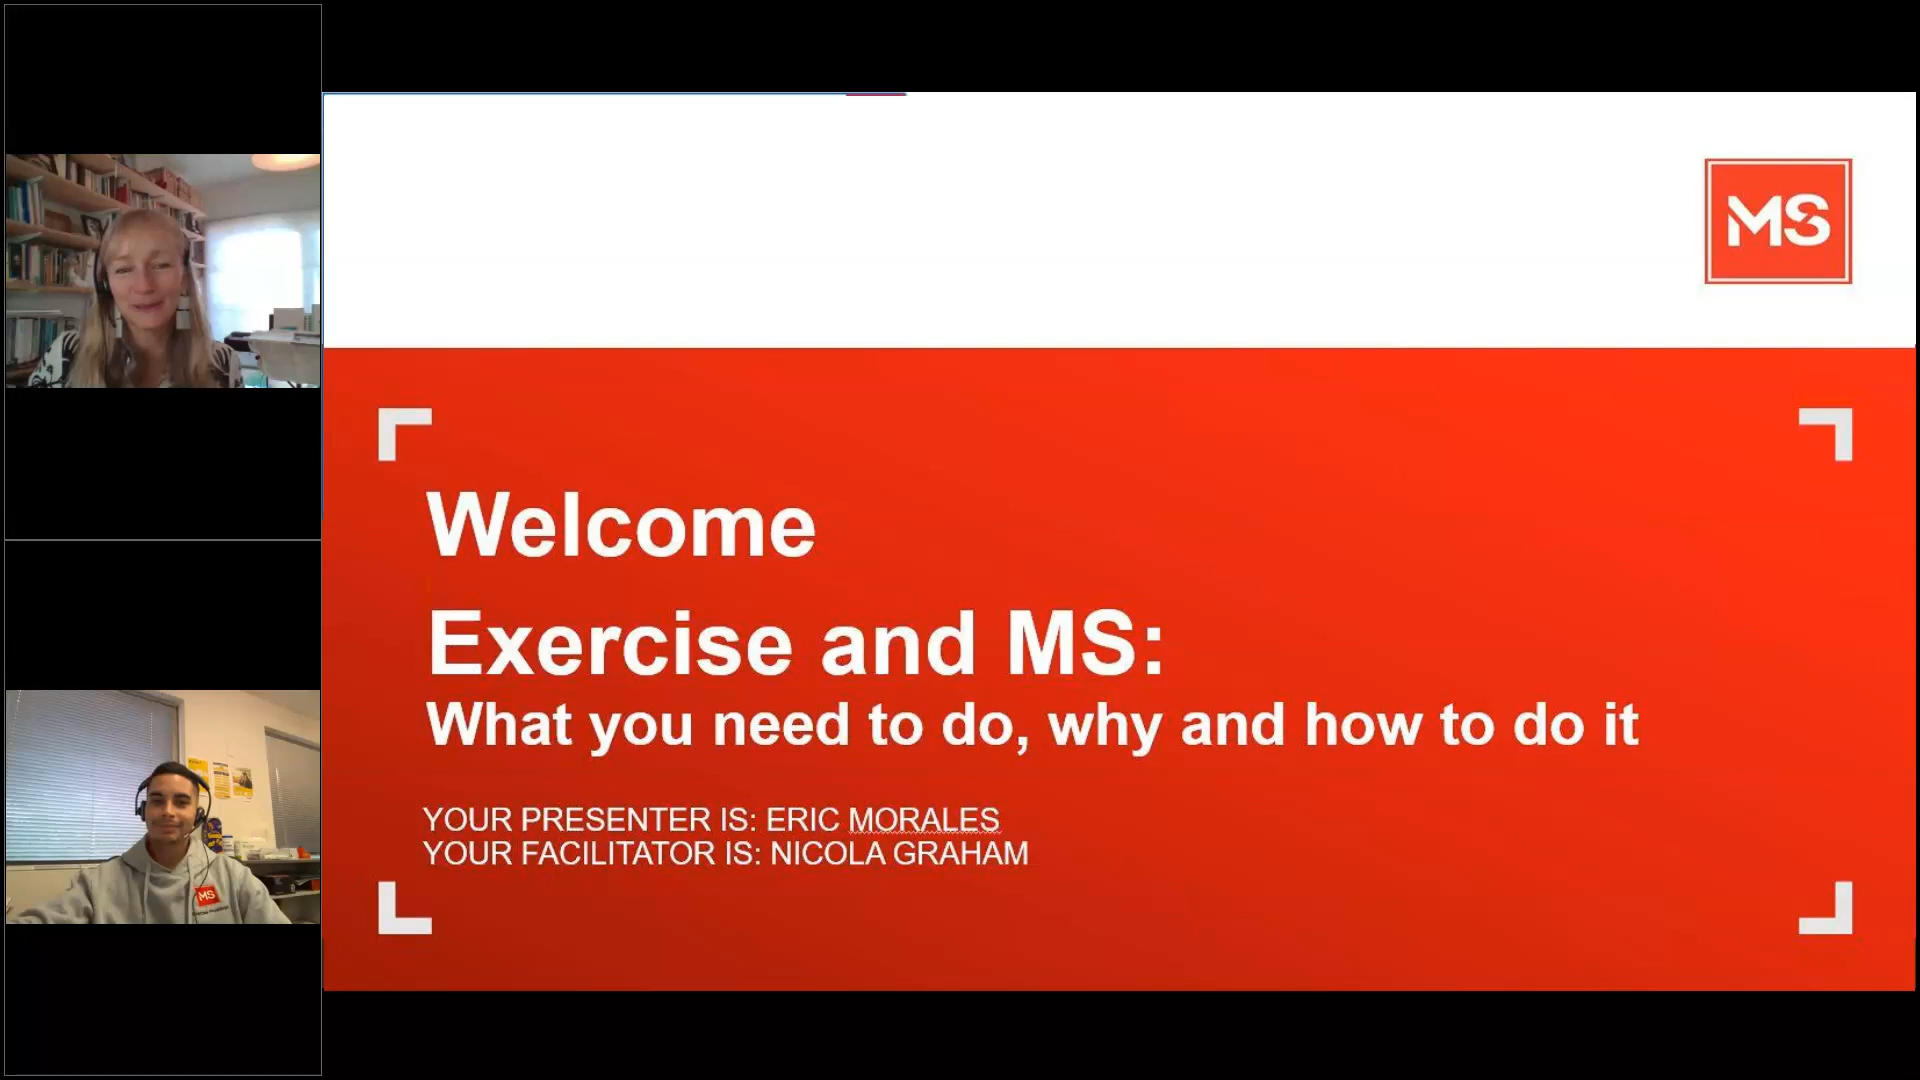 MS
Welcome
Exercise and MS:
What you need to do, why and how to do it
YOUR PRESENTER IS: ERIC MORALES
YOUR FACILITATOR IS: NICOLA GRAHAM
MS